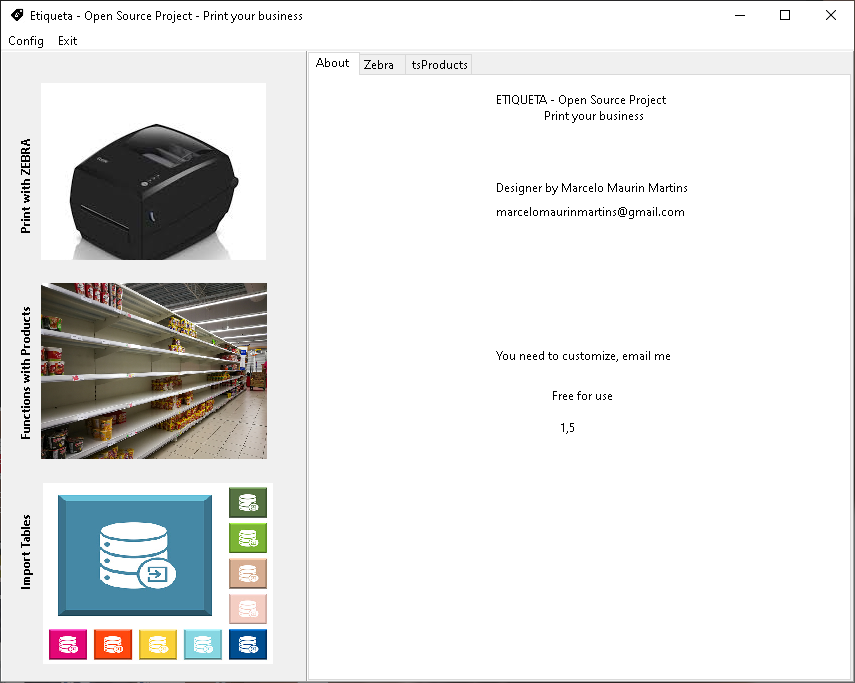 Etiqueta - Open Source Project - Print your business
Config Exit
Print with ZEBRA
Functions with Products
Import Tables
About Zebra tsProducts
ETIQUETA - Open Source Project
Print your business
Designer by Marcelo Maurin Martins
marcelomaurinmartins@gmail.com
You need to customize, email me
Free for use
1,5